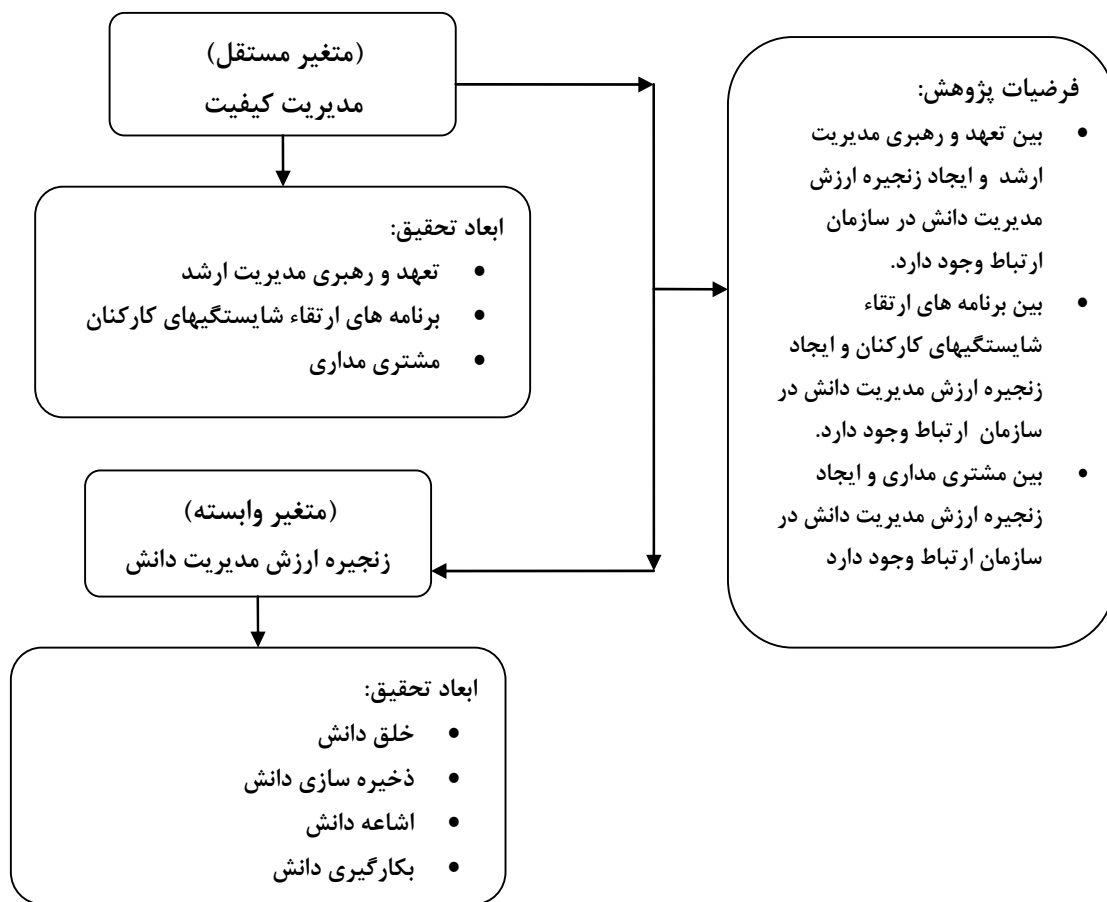 (متغیر مستقل)
مدیریت کیفیت
ابعاد تحقیق:
• تعهد و رهبری مدیریت ارشد
• برنامه های ارتقاء شایستگیهای کارکنان
• مشتری مداری
(متغیر وابسته)
زنجیره ارزش مدیریت دانش
ابعاد تحقیق:
• خلق دانش
• ذخیره سازی دانش
• اشاعه دانش
• بکارگیری دانش
فرضیات پژوهش:
• بین تعهد و رهبری مدیریت
ارشد و ایجاد زنجیره ارزش
مدیریت دانش در سازمان
ارتباط وجود دارد.
• بین برنامه های ارتقاء
شایستگیهای کارکنان و ایجاد
زنجیره ارزش مدیریت دانش در
سازمان ارتباط وجود دارد.
• بین مشتری مداری و ایجاد
زنجیره ارزش مدیریت دانش در
سازمان ارتباط وجود دارد